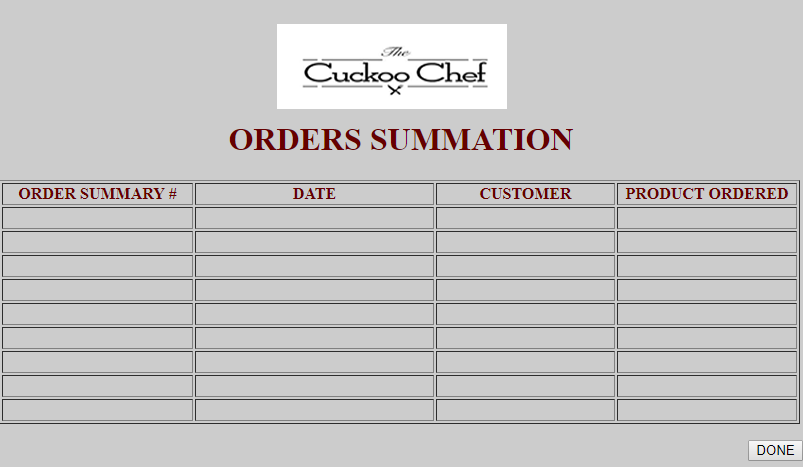 The
Cuckoo Chef
ORDERS SUMMATION
ORDER SUMMARY # DATE CUSTOMER PRODUCT ORDERED
DONE